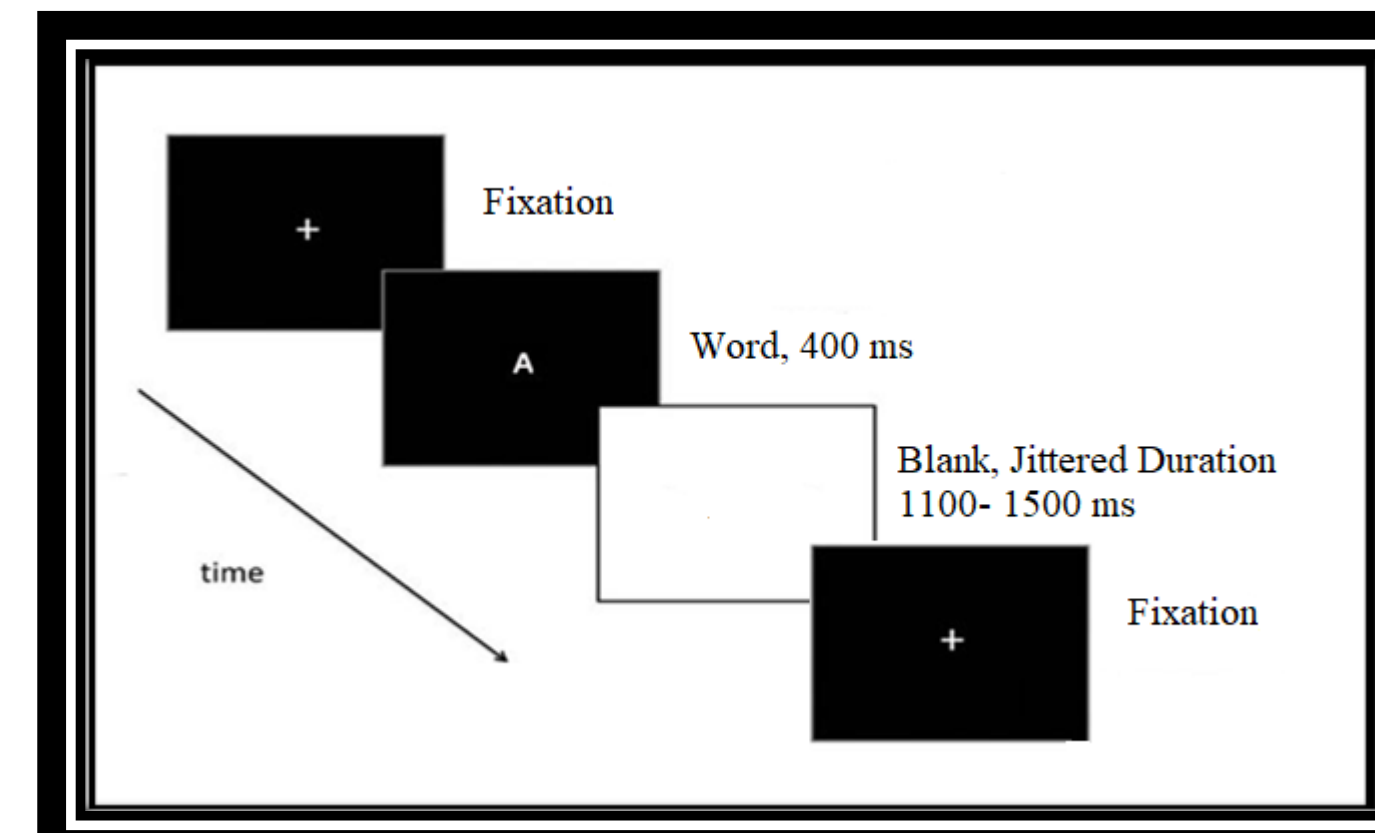 +
Fixation
A
Word, 400 ms
Blank, Jittered Duration
1100- 1500 ms
time
Fixation
+